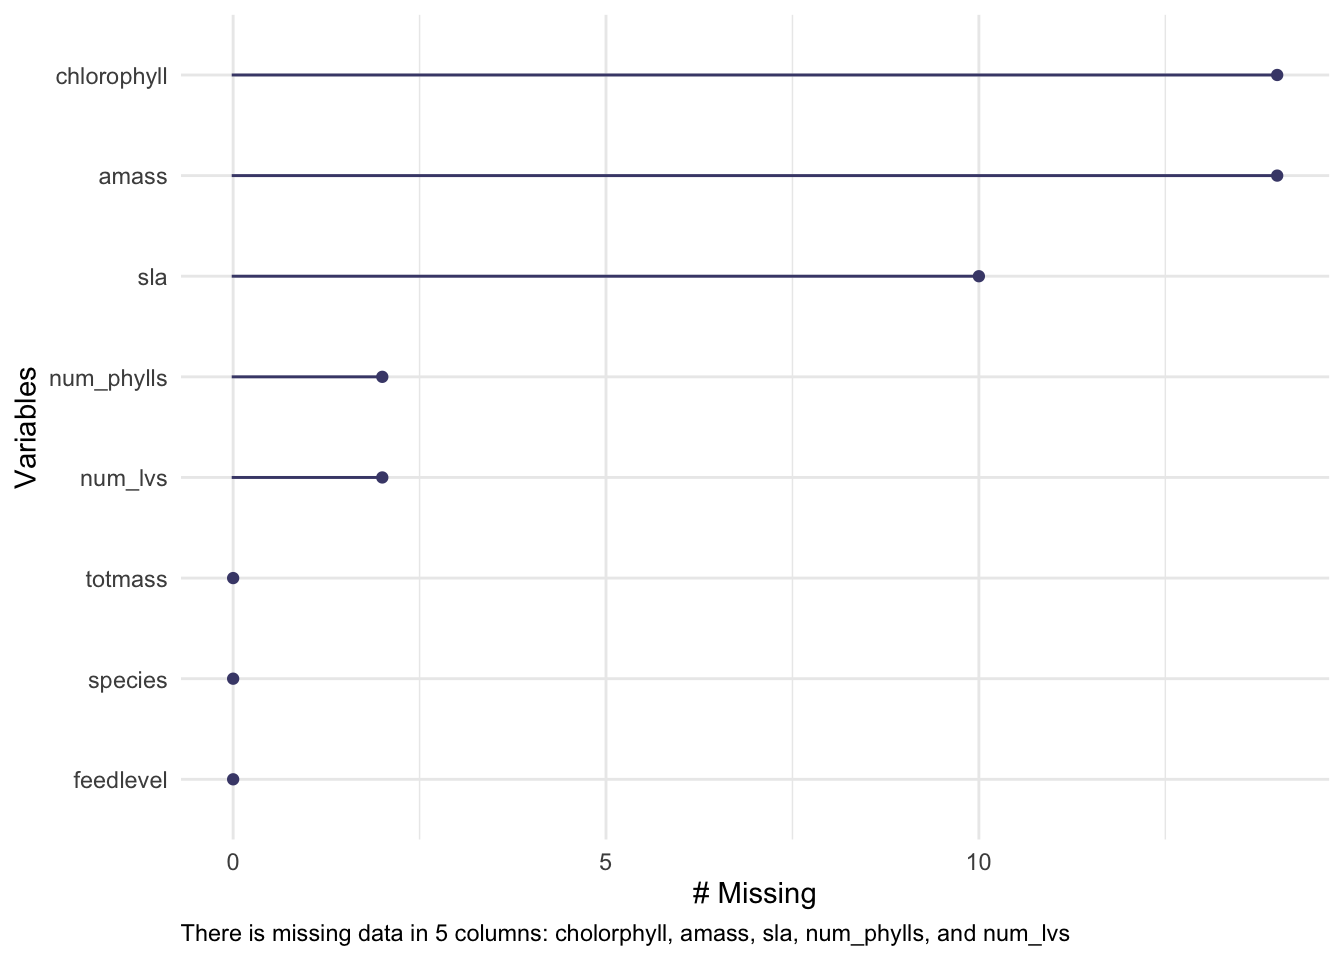 chlorophyll
amass
sla
num_phylls
num_lvs
totmass
species
feedlevel
Variables
0 5 10
# Missing
There is missing data in 5 columns: cholorphyll, amass, sla, num_phylls, and num_lvs